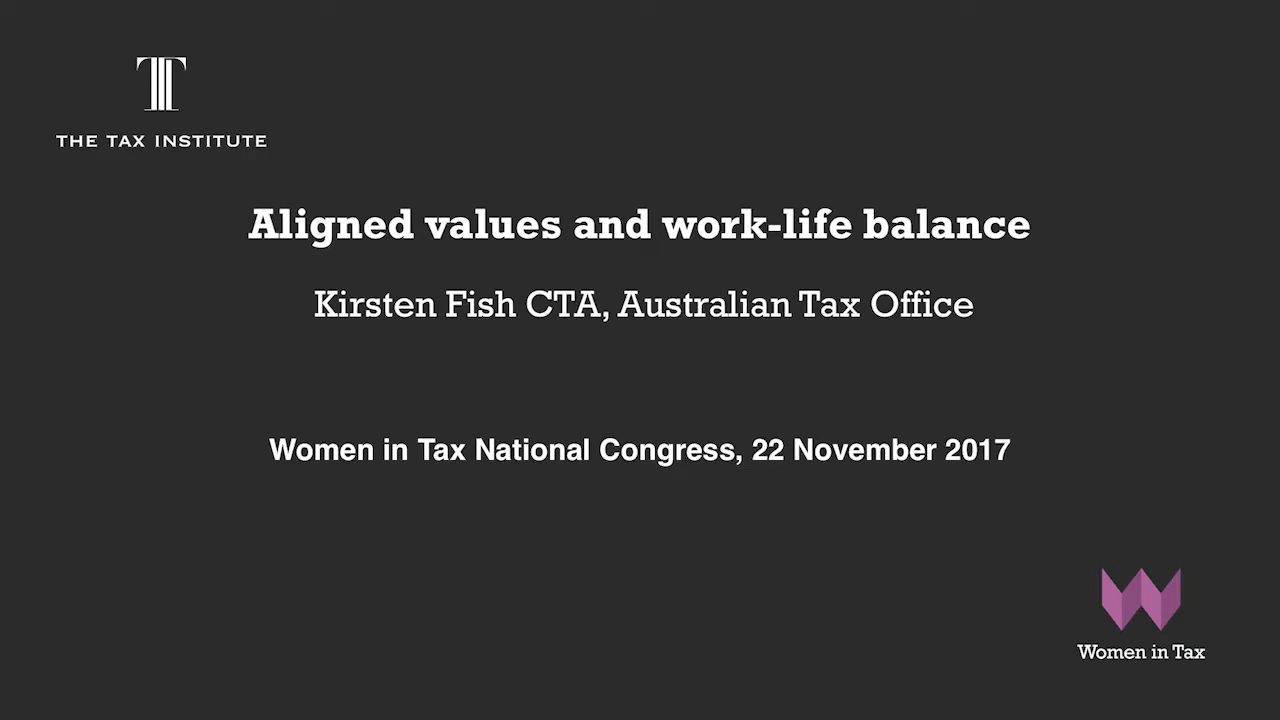 THE TAX INSTITUTE
Aligned values and work-life balance
Kirsten Fish CTA, Australian Tax Office
Women in Tax National Congress, 22 November 2017
Women in Tax